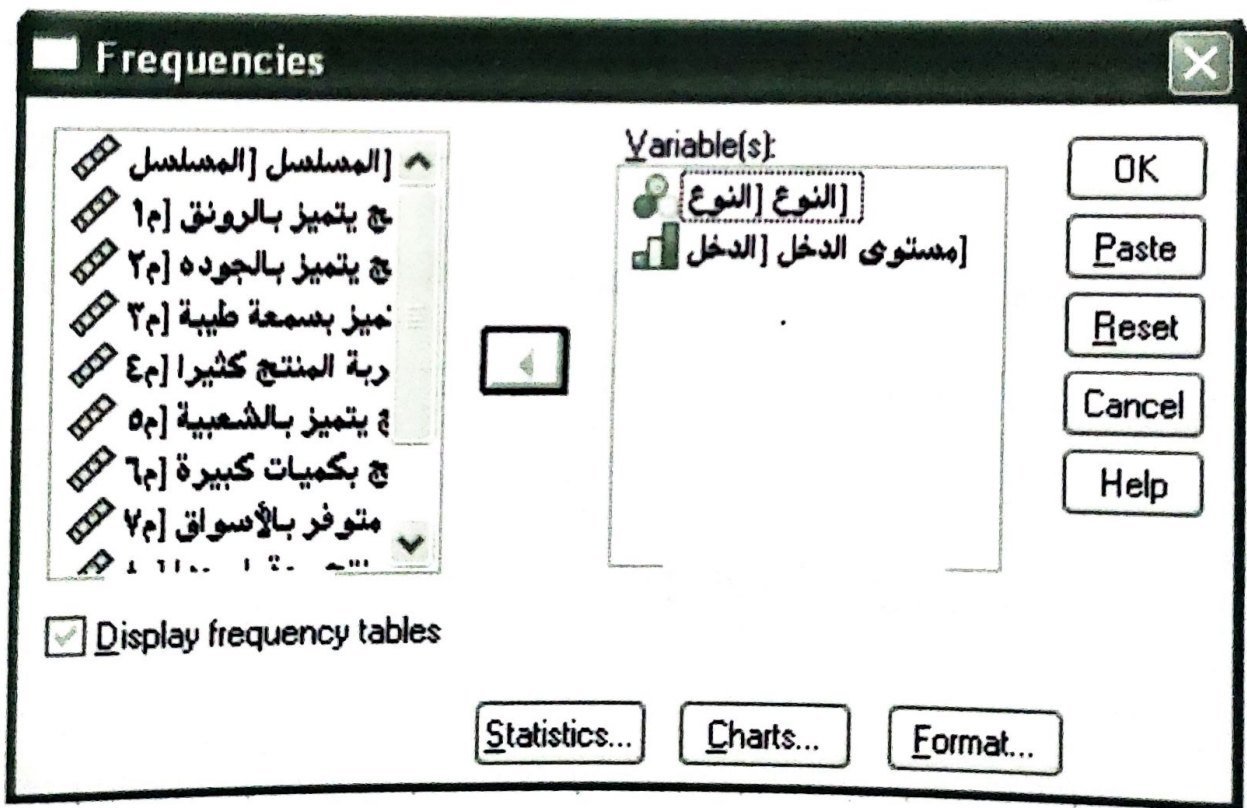 Frequencies
[المسلسل [المسلسل
ج يتميز بالرونق [م١
ج يتميز بالجوده [م٢
تميز بسمعة طيبة [م٣
ربة المنتج كثيرا [م٤
ج يتميز بالشعبية [م٥
ج بكميات كبيرة [م٦
متوفر بالأسواق [م٧
Variable(s):
[النوع [النوع
[مستوى الدخل [الدخل
OK
Paste
Reset
Cancel
Help
Display frequency tables
Statistics...
Charts...
Format...